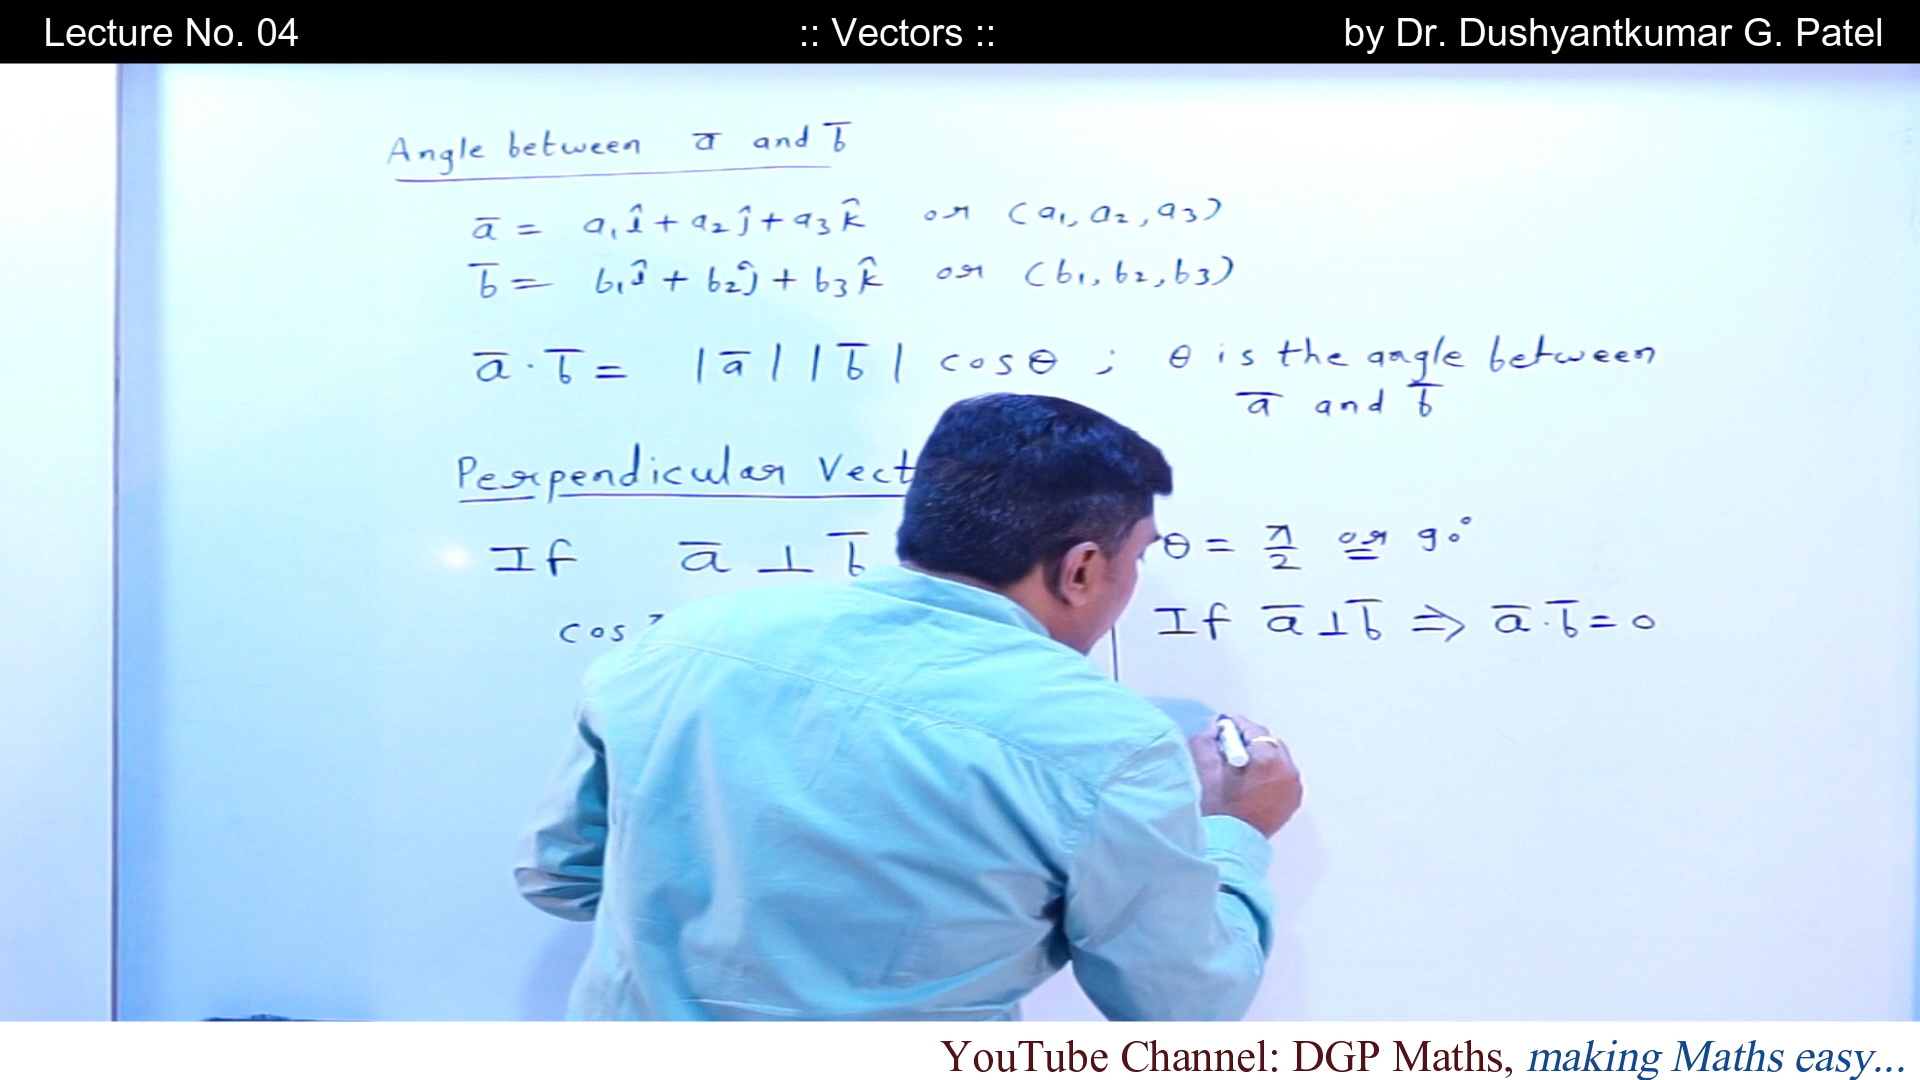 Lecture No. 04 :: Vectors :: by Dr. Dushyantkumar G. Patel
Angle between a̅ and b̅
a̅ = a₁î + a₂ĵ + a₃k̂ or (a₁, a₂, a₃)
b̅ = b₁î + b₂ĵ + b₃k̂ or (b₁, b₂, b₃)
a̅ · b̅ = |a̅| |b̅| cos θ ; θ is the angle between
a̅ and b̅
Perpendicular Vect
If a̅ ⊥ b̅ θ = π/2 or 90°
cos If a̅ ⊥ b̅ ⇒ a̅ · b̅ = 0
YouTube Channel: DGP Maths, making Maths easy...